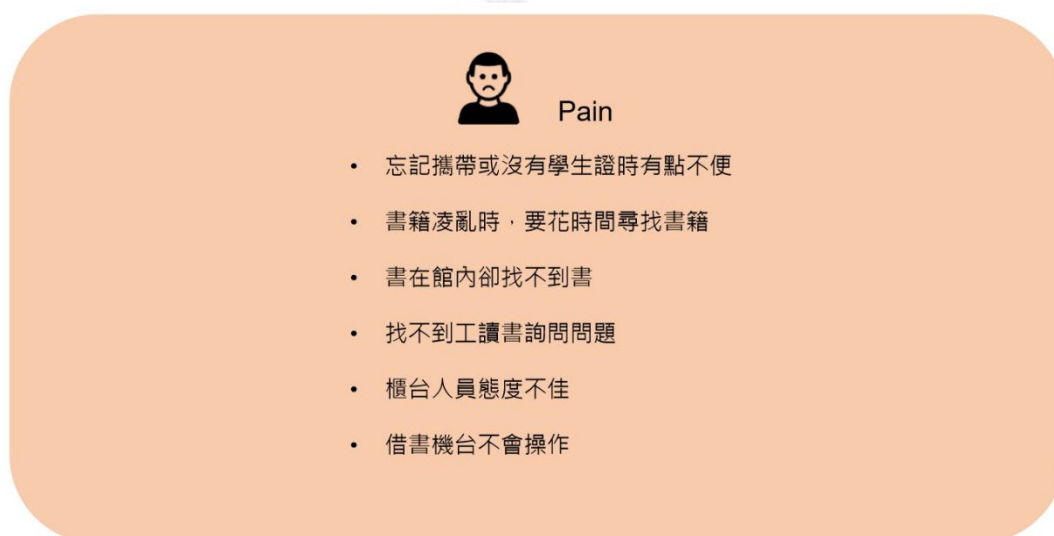 Pain
• 忘記攜帶或沒有學生證時有點不便
• 書籍凌亂時，要花時間尋找書籍
• 書在館內卻找不到書
• 找不到工讀書詢問問題
• 櫃台人員態度不佳
• 借書機台不會操作